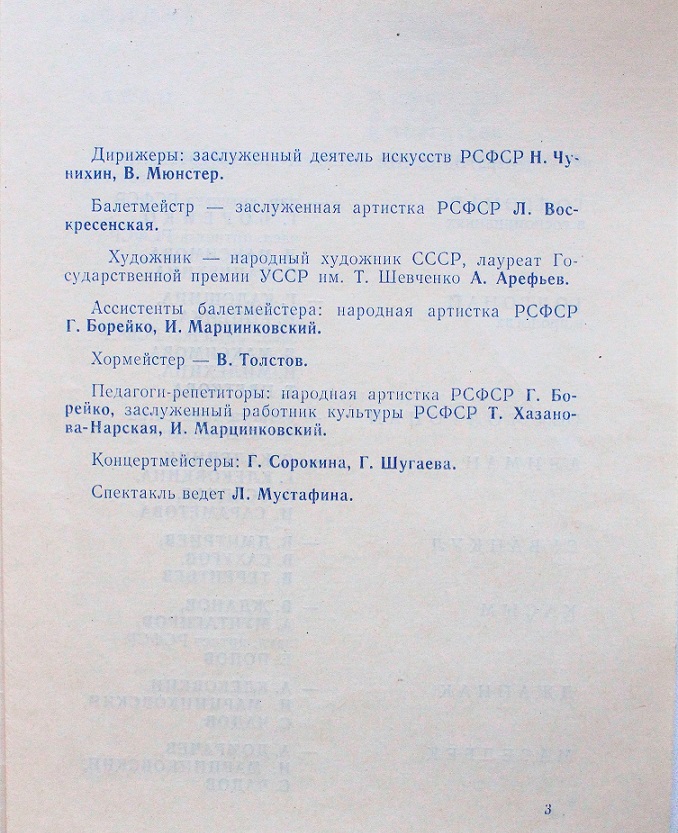 Дирижеры: заслуженный деятель искусств РСФСР Н. Чу-
нихин, В. Мюнстер.
Балетмейстр — заслуженная артистка РСФСР Л. Вос-
кресенская.
Художник — народный художник СССР, лауреат Го-
сударственной премии УССР им. Т. Шевченко А. Арефьев.
Ассистенты балетмейстера: народная артистка РСФСР
Г. Борейко, И. Марцинковский.
Хормейстер — В. Толстов.
Педагоги-репетиторы: народная артистка РСФСР Г. Бо-
рейко, заслуженный работник культуры РСФСР Т. Хазано-
ва-Нарская, И. Марцинковский.
Концертмейстеры: Г. Сорокина, Г. Шугаева.
Спектакль ведет Л. Мустафина.
3